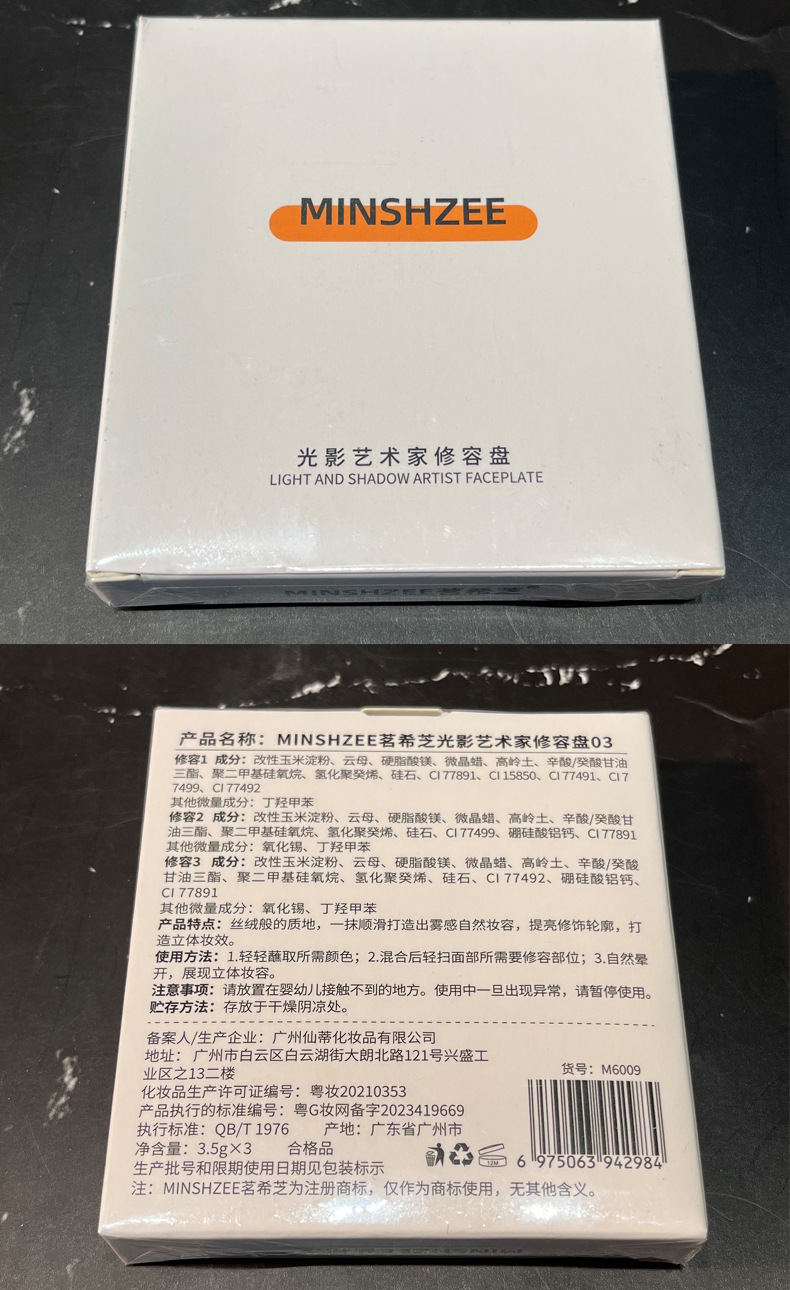 MINSHZEE
光影艺术家修容盘
LIGHT AND SHADOW ARTIST FACEPLATE
MINSHZEE茗希芝
产品名称：MINSHZEE茗希芝光影艺术家修容盘03
修容1 成分：改性玉米淀粉、云母、硬脂酸镁、微晶蜡、高岭土、辛酸/癸酸甘油
三酯、聚二甲基硅氧烷、氢化聚癸烯、硅石、CI 77891、CI 15850、CI 77491、CI 7
7499、CI 77492
其他微量成分：丁羟甲苯
修容2 成分：改性玉米淀粉、云母、硬脂酸镁、微晶蜡、高岭土、辛酸/癸酸甘
油三酯、聚二甲基硅氧烷、氢化聚癸烯、硅石、CI 77499、硼硅酸铝钙、CI 77891
其他微量成分：氧化锡、丁羟甲苯
修容3 成分：改性玉米淀粉、云母、硬脂酸镁、微晶蜡、高岭土、辛酸/癸酸
甘油三酯、聚二甲基硅氧烷、氢化聚癸烯、硅石、CI 77492、硼硅酸铝钙、
CI 77891
其他微量成分：氧化锡、丁羟甲苯
产品特点：丝绒般的质地，一抹顺滑打造出雾感自然妆容，提亮修饰轮廓，打
造立体妆效。
使用方法：1.轻轻蘸取所需颜色；2.混合后轻扫面部所需要修容部位；3.自然晕
开，展现立体妆容。
注意事项：请放置在婴幼儿接触不到的地方。使用中一旦出现异常，请暂停使用。
贮存方法：存放于干燥阴凉处。
备案人/生产企业：广州仙蒂化妆品有限公司
地址：广州市白云区白云湖街大朗北路121号兴盛工
业区之13二楼
化妆品生产许可证编号：粤妆20210353
产品执行的标准编号：粤G妆网备字2023419669
执行标准：QB/T 1976 产地：广东省广州市
净含量：3.5g×3 合格品
生产批号和限期使用日期见包装标示
注：MINSHZEE茗希芝为注册商标，仅作为商标使用，无其他含义。
货号：M6009
12M
6 975063 942984